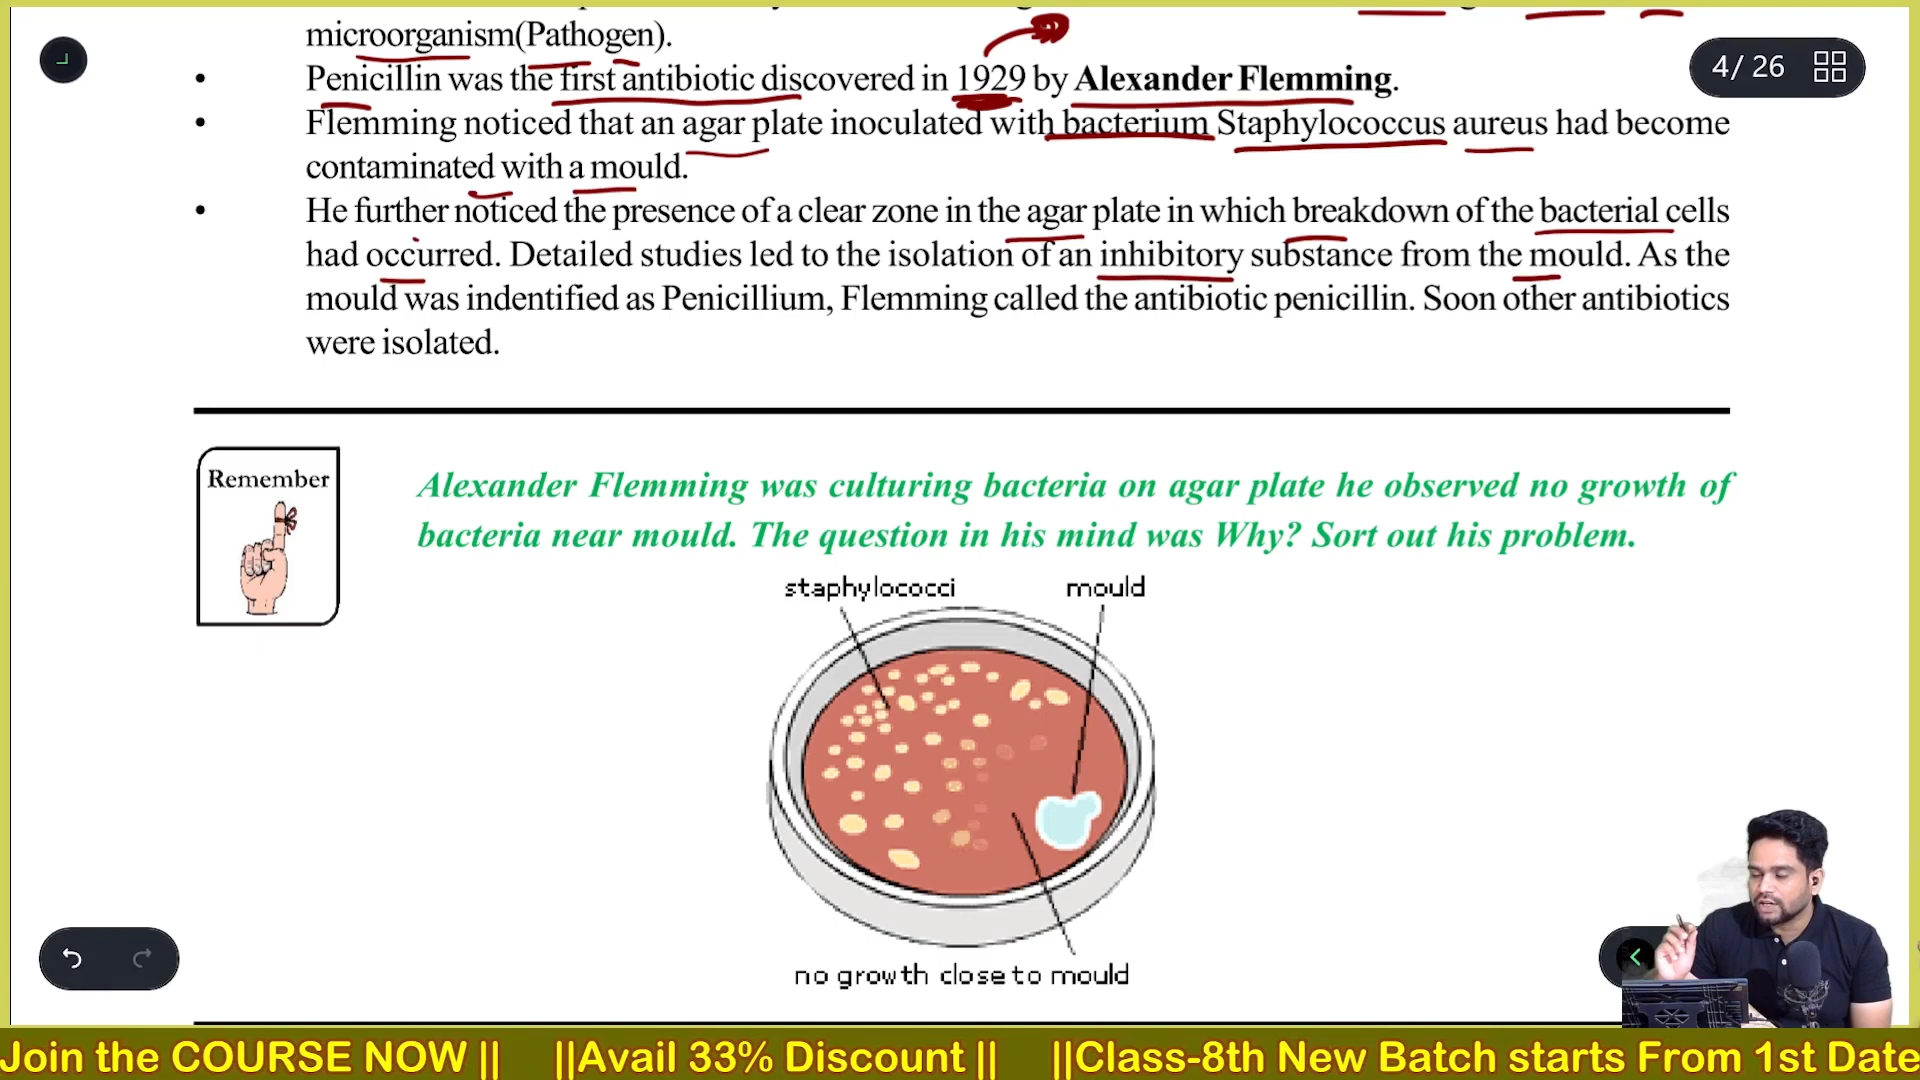 microorganism(Pathogen).
4/ 26
• Penicillin was the first antibiotic discovered in 1929 by Alexander Flemming.
• Flemming noticed that an agar plate inoculated with bacterium Staphylococcus aureus had become
contaminated with a mould.
• He further noticed the presence of a clear zone in the agar plate in which breakdown of the bacterial cells
had occurred. Detailed studies led to the isolation of an inhibitory substance from the mould. As the
mould was indentified as Penicillium, Flemming called the antibiotic penicillin. Soon other antibiotics
were isolated.
Remember
Alexander Flemming was culturing bacteria on agar plate he observed no growth of
bacteria near mould. The question in his mind was Why? Sort out his problem.
staphylococci
mould
no growth close to mould
Join the COURSE NOW || ||Avail 33% Discount || ||Class-8th New Batch starts From 1st Date